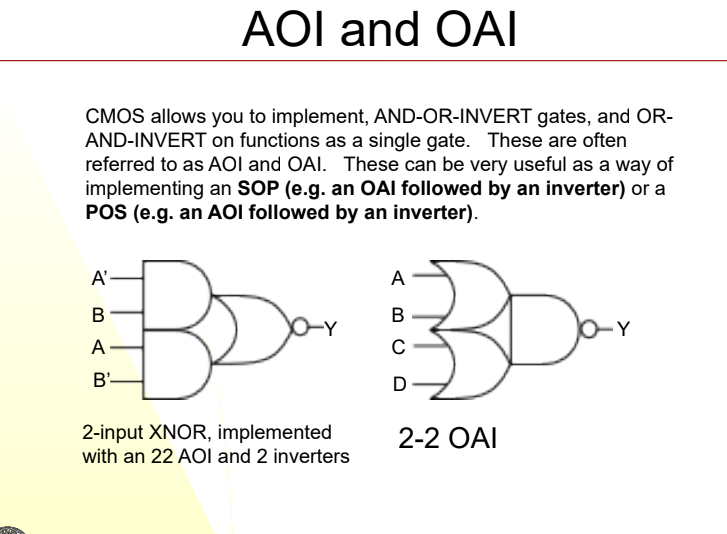 AOI and OAI
CMOS allows you to implement, AND-OR-INVERT gates, and OR-
AND-INVERT on functions as a single gate. These are often
referred to as AOI and OAI. These can be very useful as a way of
implementing an SOP (e.g. an OAI followed by an inverter) or a
POS (e.g. an AOI followed by an inverter).
A'
B
A
B'
Y
A
B
C
D
Y
2-input XNOR, implemented
with an 22 AOI and 2 inverters
2-2 OAI